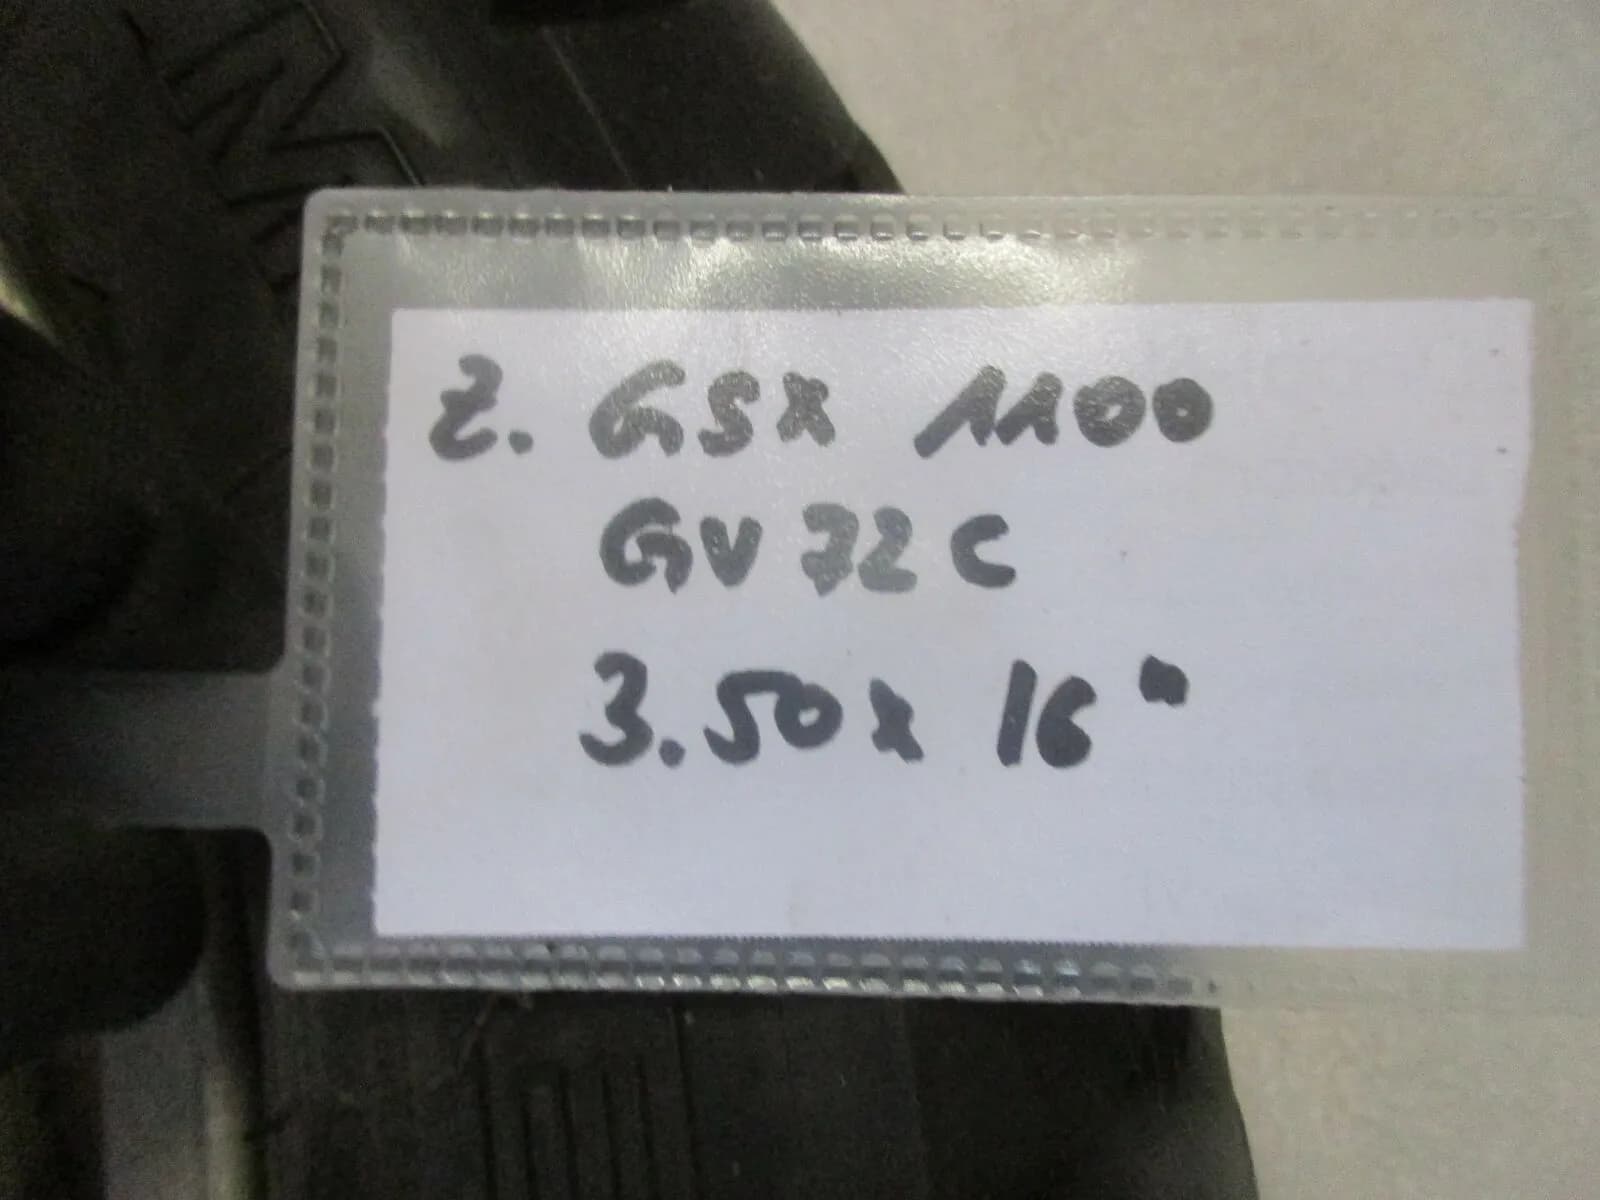 Z. GSX 1100
GV 72 C
3.50 x 16"